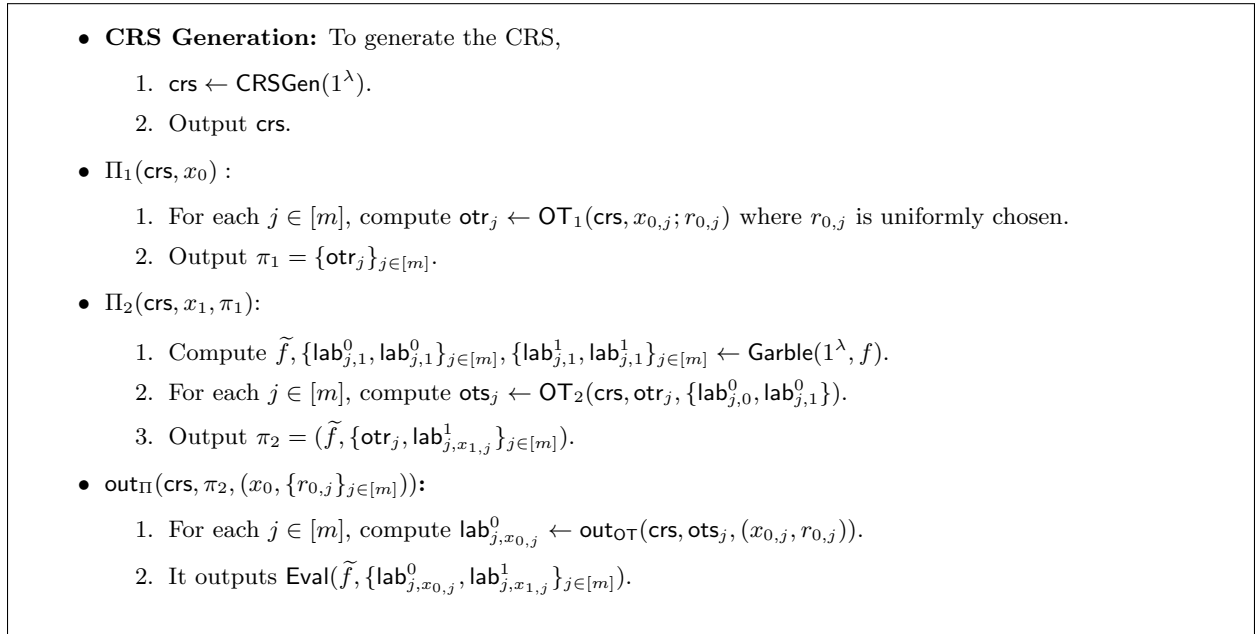 • CRS Generation: To generate the CRS,
1. crs ← CRSGen(1^λ).
2. Output crs.
• Π_1(crs, x_0) :
1. For each j ∈ [m], compute otr_j ← OT_1(crs, x_{0,j}; r_{0,j}) where r_{0,j} is uniformly chosen.
2. Output π_1 = {otr_j}_{j∈[m]}.
• Π_2(crs, x_1, π_1):
1. Compute f̃, {lab^0_{j,1}, lab^0_{j,1}}_{j∈[m]}, {lab^1_{j,1}, lab^1_{j,1}}_{j∈[m]} ← Garble(1^λ, f).
2. For each j ∈ [m], compute ots_j ← OT_2(crs, otr_j, {lab^0_{j,0}, lab^0_{j,1}}).
3. Output π_2 = (f̃, {otr_j, lab^1_{j,x_{1,j}}}_{j∈[m]}).
• out_Π(crs, π_2, (x_0, {r_{0,j}}_{j∈[m]})):
1. For each j ∈ [m], compute lab^0_{j,x_{0,j}} ← out_OT(crs, ots_j, (x_{0,j}, r_{0,j})).
2. It outputs Eval(f̃, {lab^0_{j,x_{0,j}}, lab^1_{j,x_{1,j}}}_{j∈[m]}).